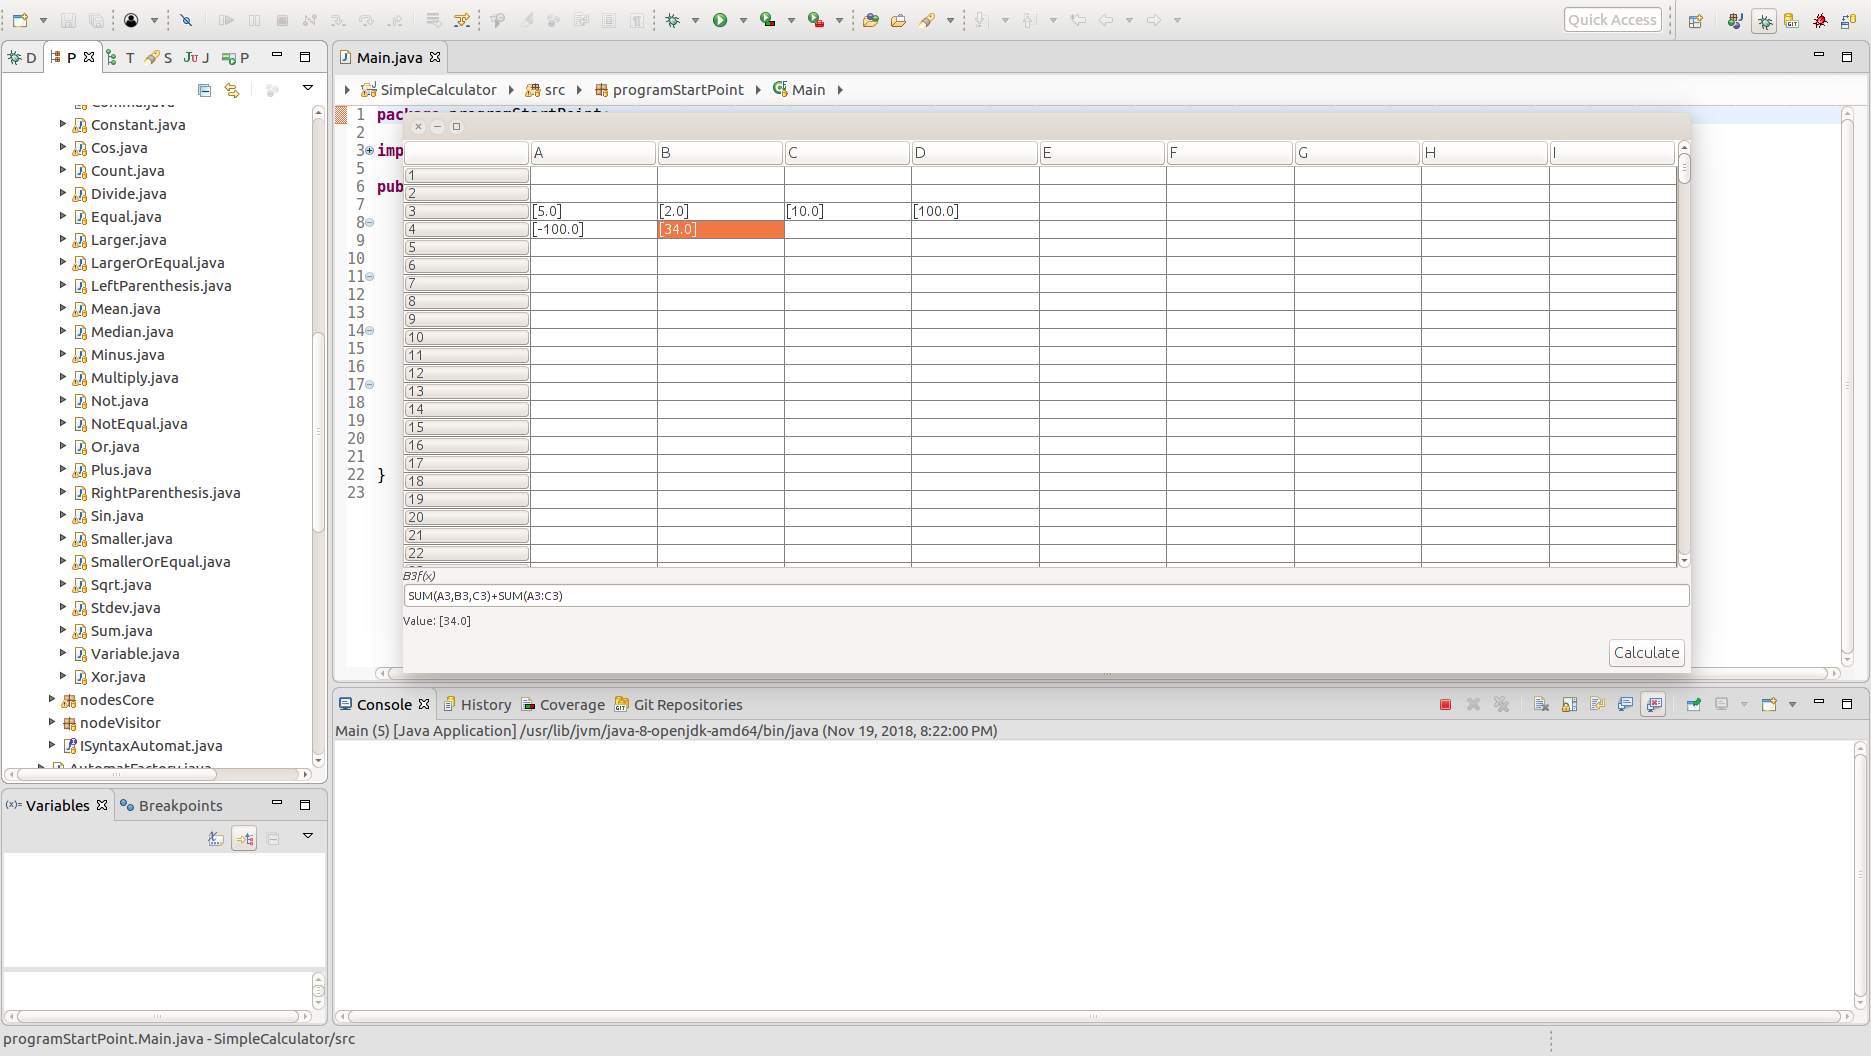 Quick Access
D
P
T
S
Ju J
P
Main.java
Constant.java
Cos.java
Count.java
Divide.java
Equal.java
Larger.java
LargerOrEqual.java
LeftParenthesis.java
Mean.java
Median.java
Minus.java
Multiply.java
Not.java
NotEqual.java
Or.java
Plus.java
RightParenthesis.java
Sin.java
Smaller.java
SmallerOrEqual.java
Sqrt.java
Stdev.java
Sum.java
Variable.java
Xor.java
nodesCore
nodeVisitor
ISyntaxAutomat.java
AutomatFactory.java
SimpleCalculator src programStartPoint Main
1 package programStartPoint;
2
3 imp
5
6 pub
7
8
9
10
11
12
13
14
15
16
17
18
19
20
21
22 }
23
A B C D E F G H I
1
2
3 [5.0] [2.0] [10.0] [100.0]
4 [-100.0] [34.0]
5
6
7
8
9
10
11
12
13
14
15
16
17
18
19
20
21
22
B3f(x)
SUM(A3,B3,C3)+SUM(A3:C3)
Value: [34.0]
Calculate
Console History Coverage Git Repositories
Main (5) [Java Application] /usr/lib/jvm/java-8-openjdk-amd64/bin/java (Nov 19, 2018, 8:22:00 PM)
(x)= Variables Breakpoints
programStartPoint.Main.java - SimpleCalculator/src